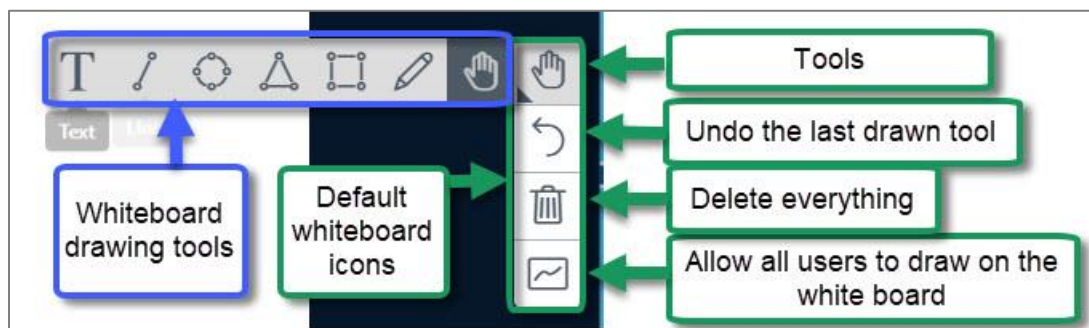 T
Text
Whiteboard
drawing tools
Default
whiteboard
icons
Tools
Undo the last drawn tool
Delete everything
Allow all users to draw on the
white board